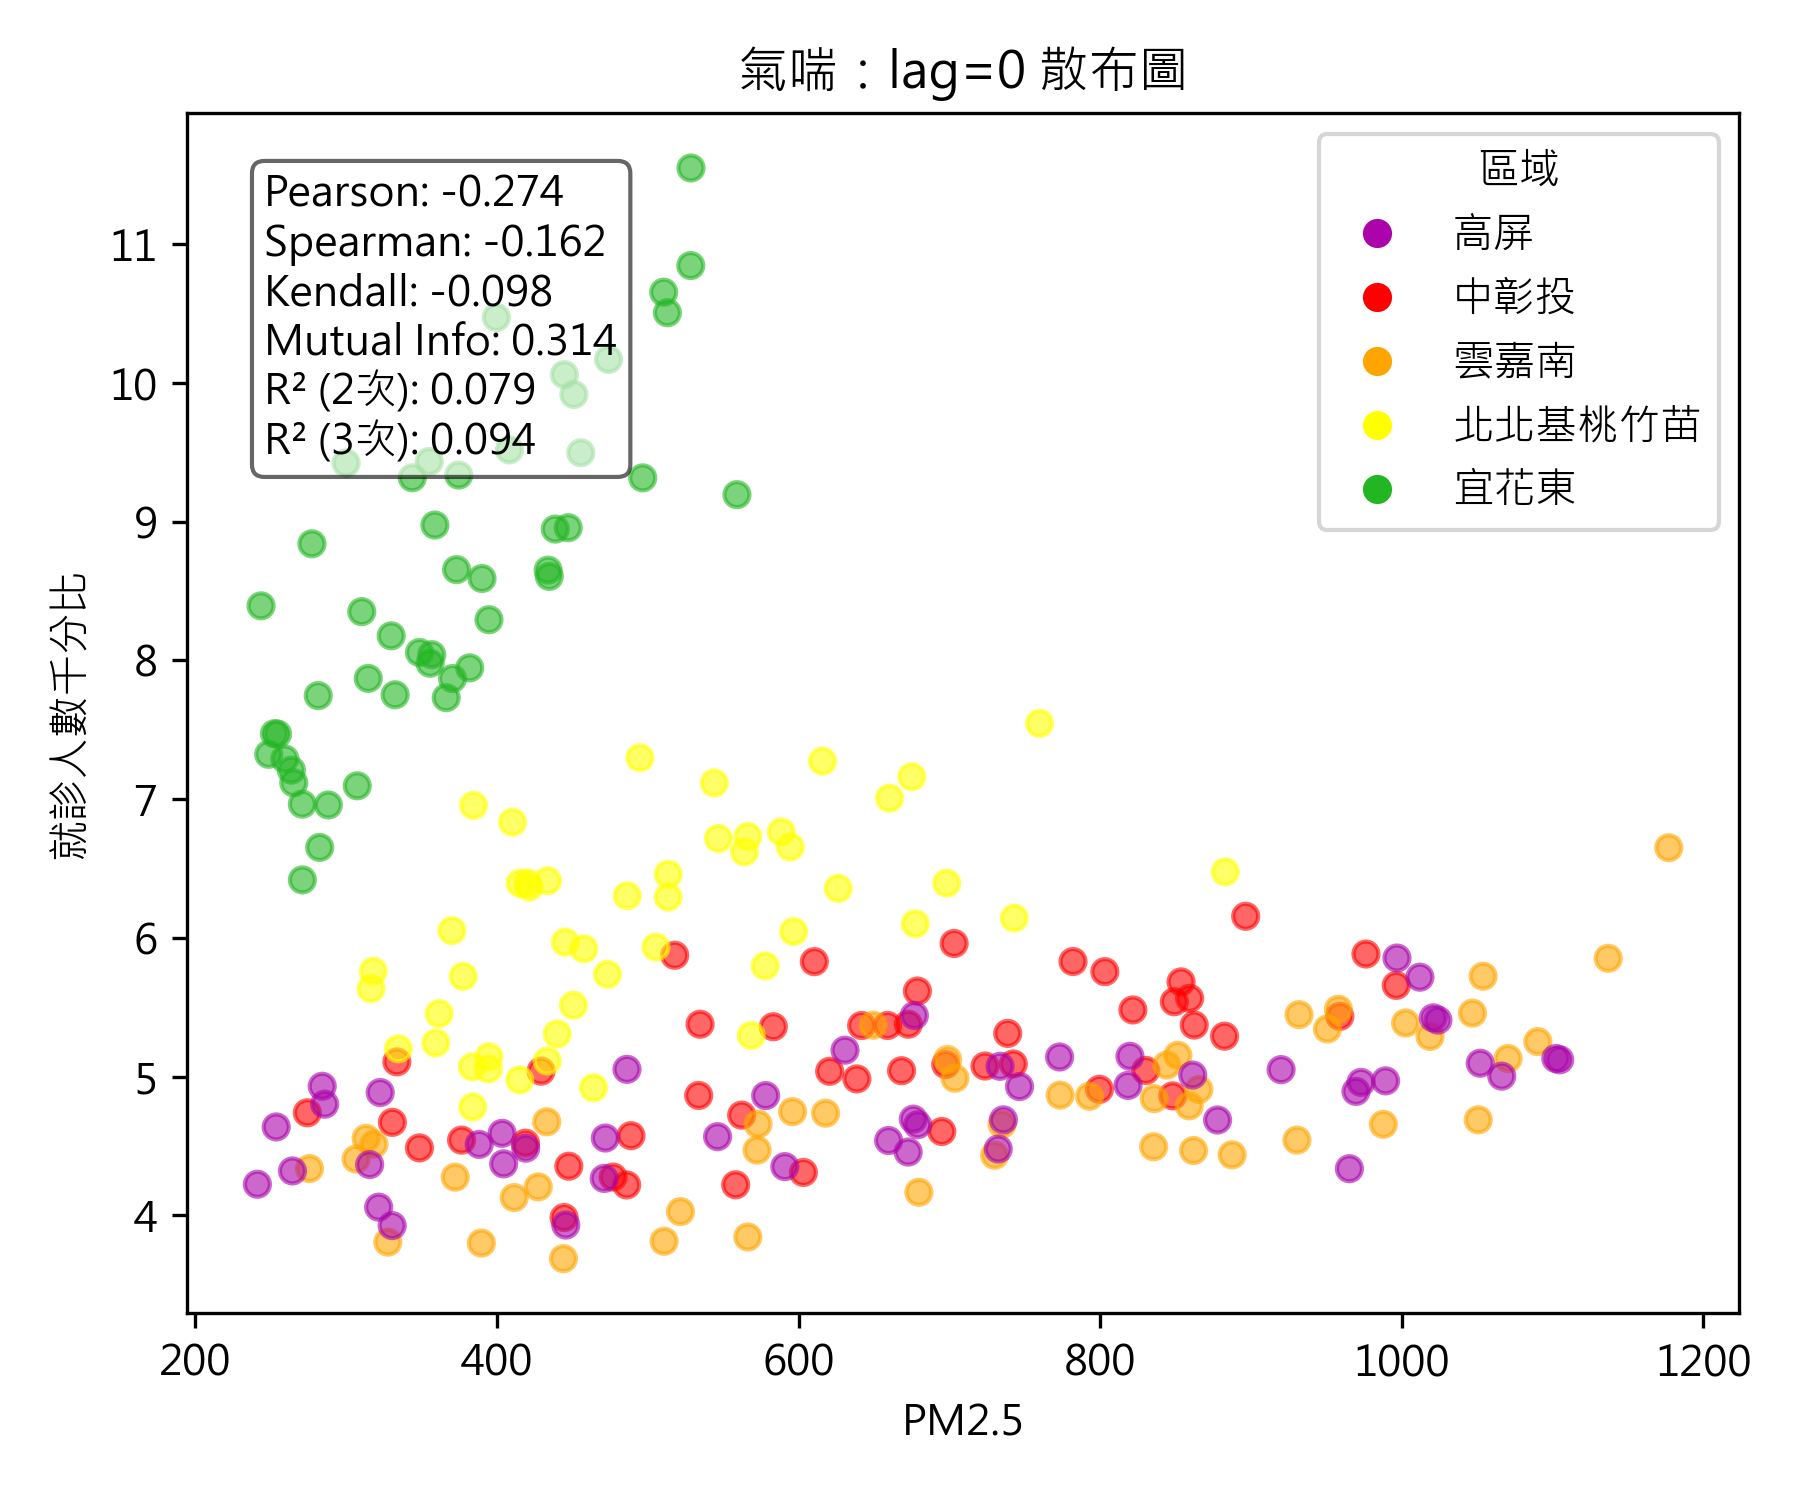 氣喘：lag=0 散布圖
Pearson: -0.274
Spearman: -0.162
Kendall: -0.098
Mutual Info: 0.314
R² (2次): 0.079
R² (3次): 0.094
區域
高屏
中彰投
雲嘉南
北北基桃竹苗
宜花東
就診人數千分比
11
10
9
8
7
6
5
4
200 400 600 800 1000 1200
PM2.5